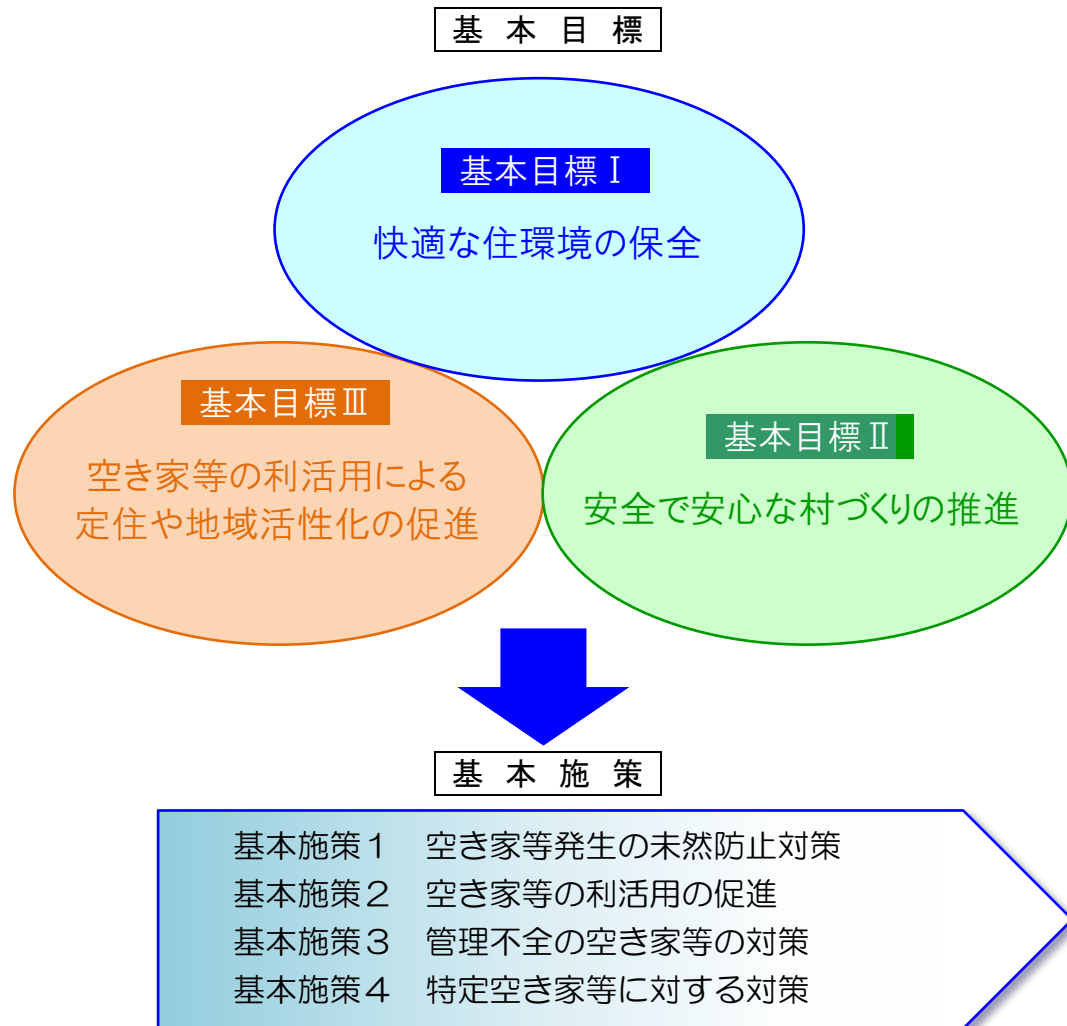 基本目標
基本目標Ⅰ
快適な住環境の保全
基本目標Ⅲ
空き家等の利活用による
定住や地域活性化の促進
基本目標Ⅱ
安全で安心な村づくりの推進
基本施策
基本施策１　空き家等発生の未然防止対策
基本施策２　空き家等の利活用の促進
基本施策３　管理不全の空き家等の対策
基本施策４　特定空き家等に対する対策